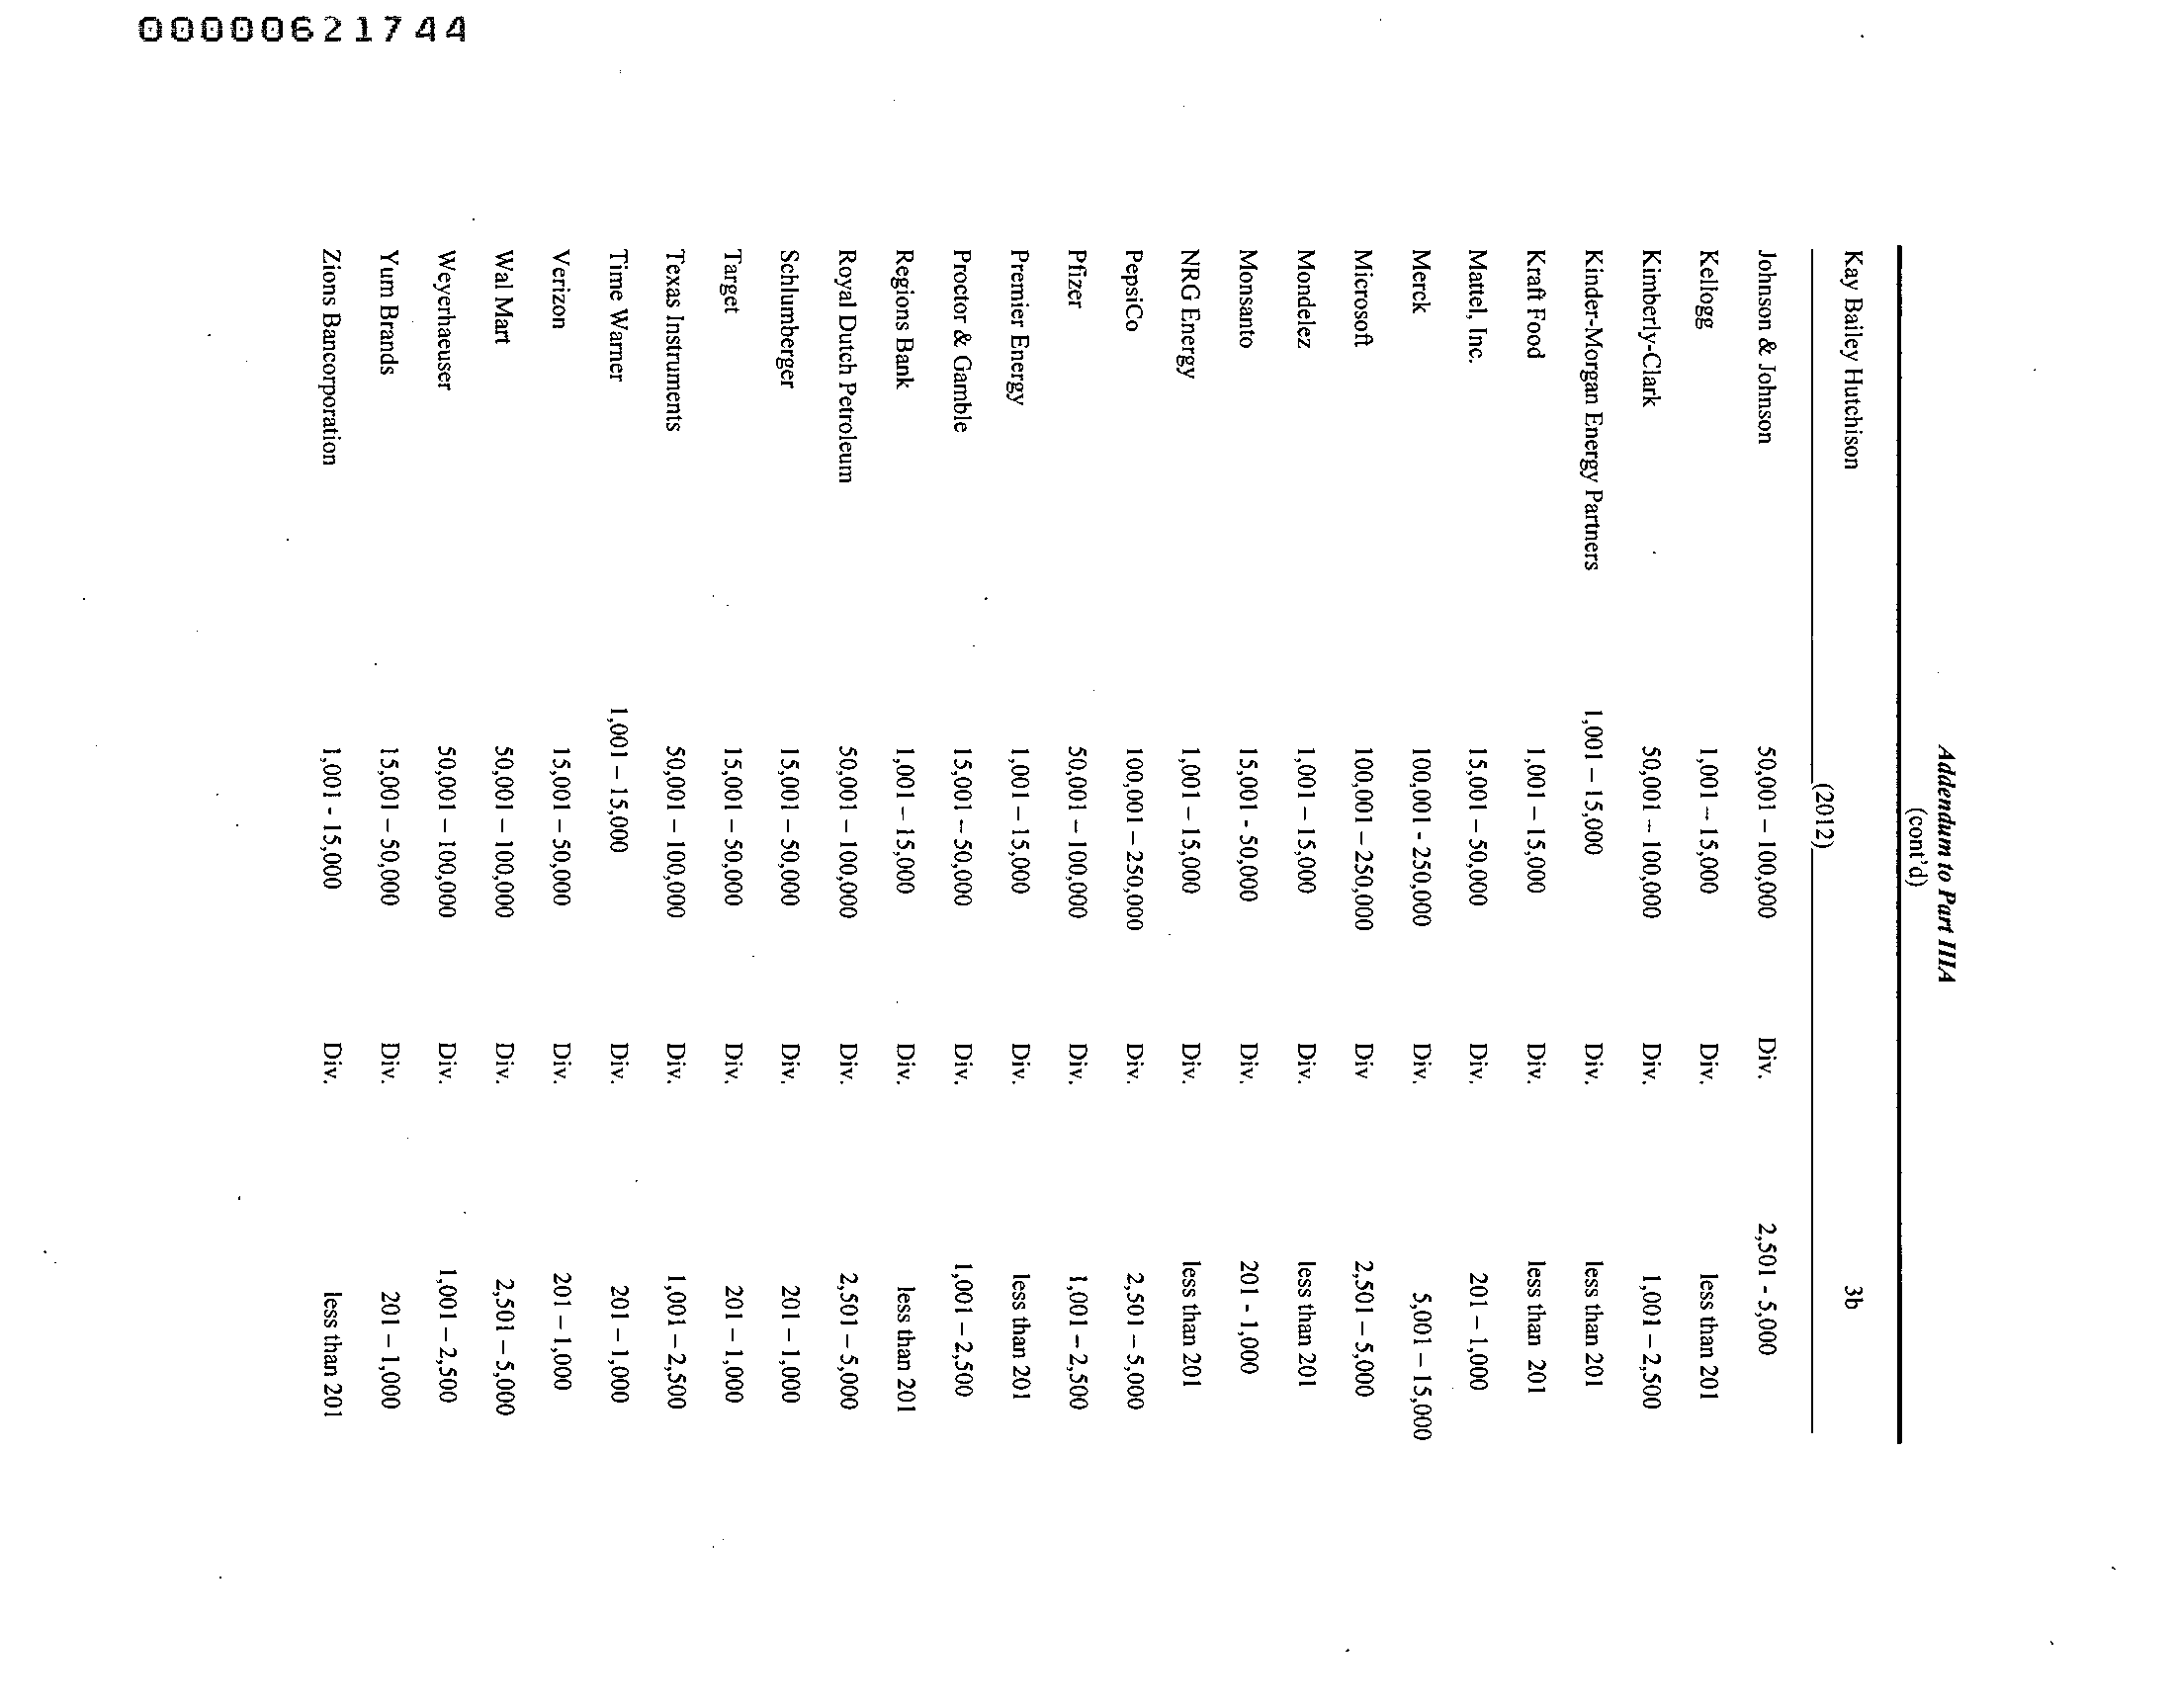 00000621744
Addendum to Part IIIA
(cont'd)
Kay Bailey Hutchison 3b
(2012)
Johnson & Johnson 50,001 – 100,000 Div. 2,501 - 5,000
Kellogg 1,001 – 15,000 Div. less than 201
Kimberly-Clark 50,001 – 100,000 Div. 1,001 – 2,500
Kinder-Morgan Energy Partners 1,001 – 15,000 Div. less than 201
Kraft Food 1,001 – 15,000 Div. less than 201
Mattel, Inc. 15,001 – 50,000 Div. 201 – 1,000
Merck 100,001 - 250,000 Div. 5,001 – 15,000
Microsoft 100,001 – 250,000 Div 2,501 – 5,000
Mondelez 1,001 – 15,000 Div. less than 201
Monsanto 15,001 - 50,000 Div. 201 - 1,000
NRG Energy 1,001 – 15,000 Div. less than 201
PepsiCo 100,001 – 250,000 Div. 2,501 – 5,000
Pfizer 50,001 – 100,000 Div. 1,001 – 2,500
Premier Energy 1,001 – 15,000 Div. less than 201
Proctor & Gamble 15,001 – 50,000 Div. 1,001 – 2,500
Regions Bank 1,001 – 15,000 Div. less than 201
Royal Dutch Petroleum 50,001 – 100,000 Div. 2,501 – 5,000
Schlumberger 15,001 – 50,000 Div. 201 – 1,000
Target 15,001 – 50,000 Div. 201 – 1,000
Texas Instruments 50,001 – 100,000 Div. 1,001 – 2,500
Time Warner 1,001 – 15,000 Div. 201 – 1,000
Verizon 15,001 – 50,000 Div. 201 – 1,000
Wal Mart 50,001 – 100,000 Div. 2,501 – 5,000
Weyerhaeuser 50,001 – 100,000 Div. 1,001 – 2,500
Yum Brands 15,001 – 50,000 Div. 201 – 1,000
Zions Bancorporation 1,001 - 15,000 Div. less than 201